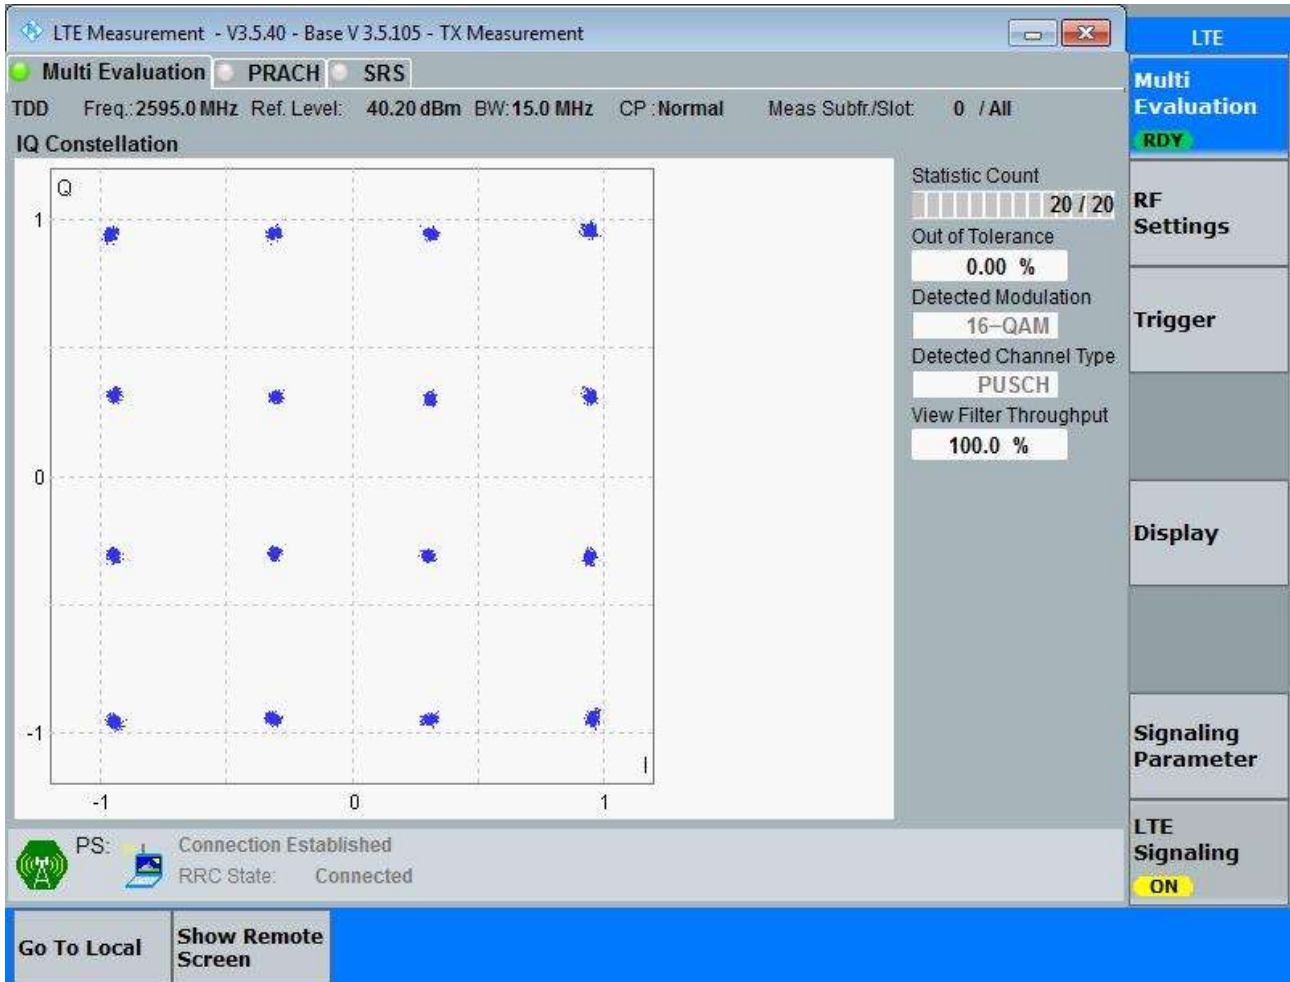 LTE Measurement - V3.5.40 - Base V 3.5.105 - TX Measurement
LTE
Multi Evaluation PRACH SRS
TDD Freq.: 2595.0 MHz Ref. Level: 40.20 dBm BW: 15.0 MHz CP : Normal Meas Subfr./Slot: 0 / All
IQ Constellation
Q
1
0
-1
I
-1 0 1
Statistic Count
20 / 20
Out of Tolerance
0.00 %
Detected Modulation
16-QAM
Detected Channel Type
PUSCH
View Filter Throughput
100.0 %
Multi
Evaluation
RDY
RF
Settings
Trigger
Display
Signaling
Parameter
LTE
Signaling
ON
PS: Connection Established
RRC State: Connected
Go To Local
Show Remote
Screen